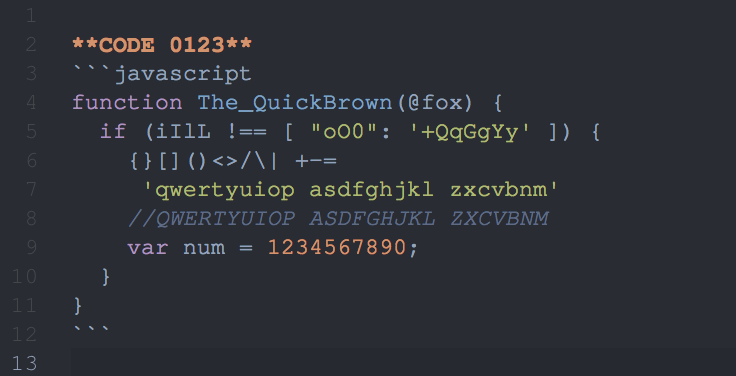 1
2 **CODE 0123**
3 ```javascript
4 function The_QuickBrown(@fox) {
5   if (iIlL !== [ "oO0": '+QqGgYy' ]) {
6     {}[]()<>/\| +-=
7      'qwertyuiop asdfghjkl zxcvbnm'
8     //QWERTYUIOP ASDFGHJKL ZXCVBNM
9     var num = 1234567890;
10   }
11 }
12 ```
13